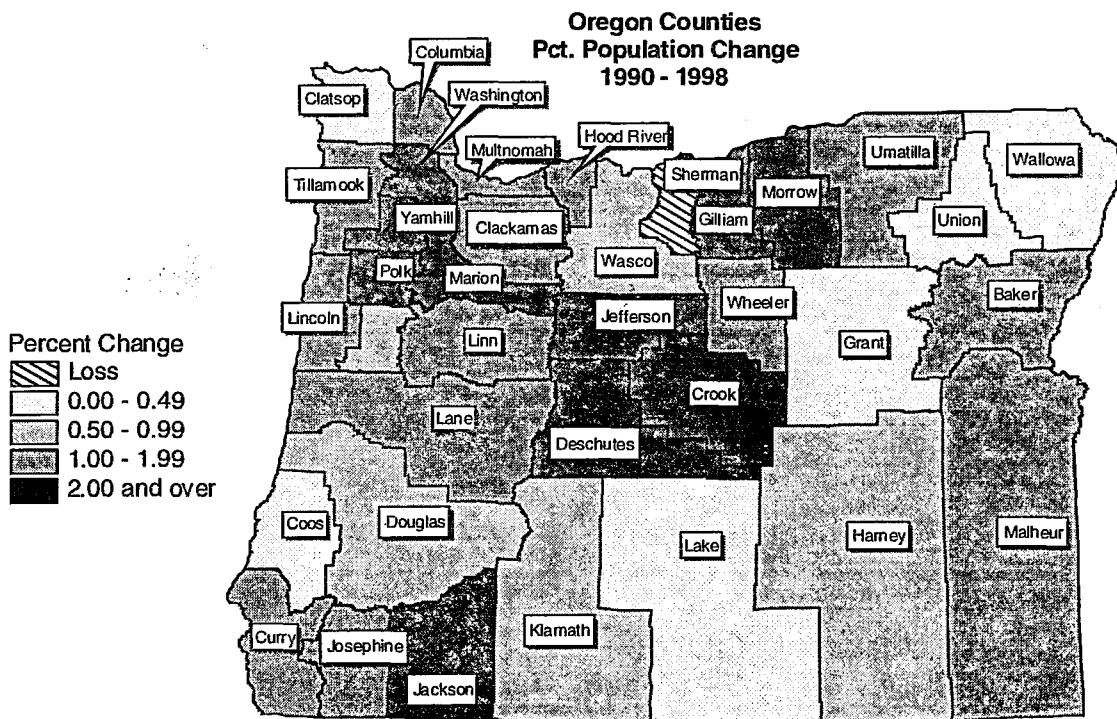 Oregon Counties
Pct. Population Change
1990 - 1998
Columbia
Clatsop
Washington
Multnomah
Hood River
Tillamook
Yamhill
Clackamas
Sherman
Gilliam
Morrow
Umatilla
Wallowa
Union
Polk
Marion
Wasco
Lincoln
Linn
Jefferson
Wheeler
Baker
Grant
Lane
Crook
Deschutes
Coos
Douglas
Lake
Harney
Malheur
Curry
Josephine
Klamath
Jackson
Percent Change
Loss
0.00 - 0.49
0.50 - 0.99
1.00 - 1.99
2.00 and over